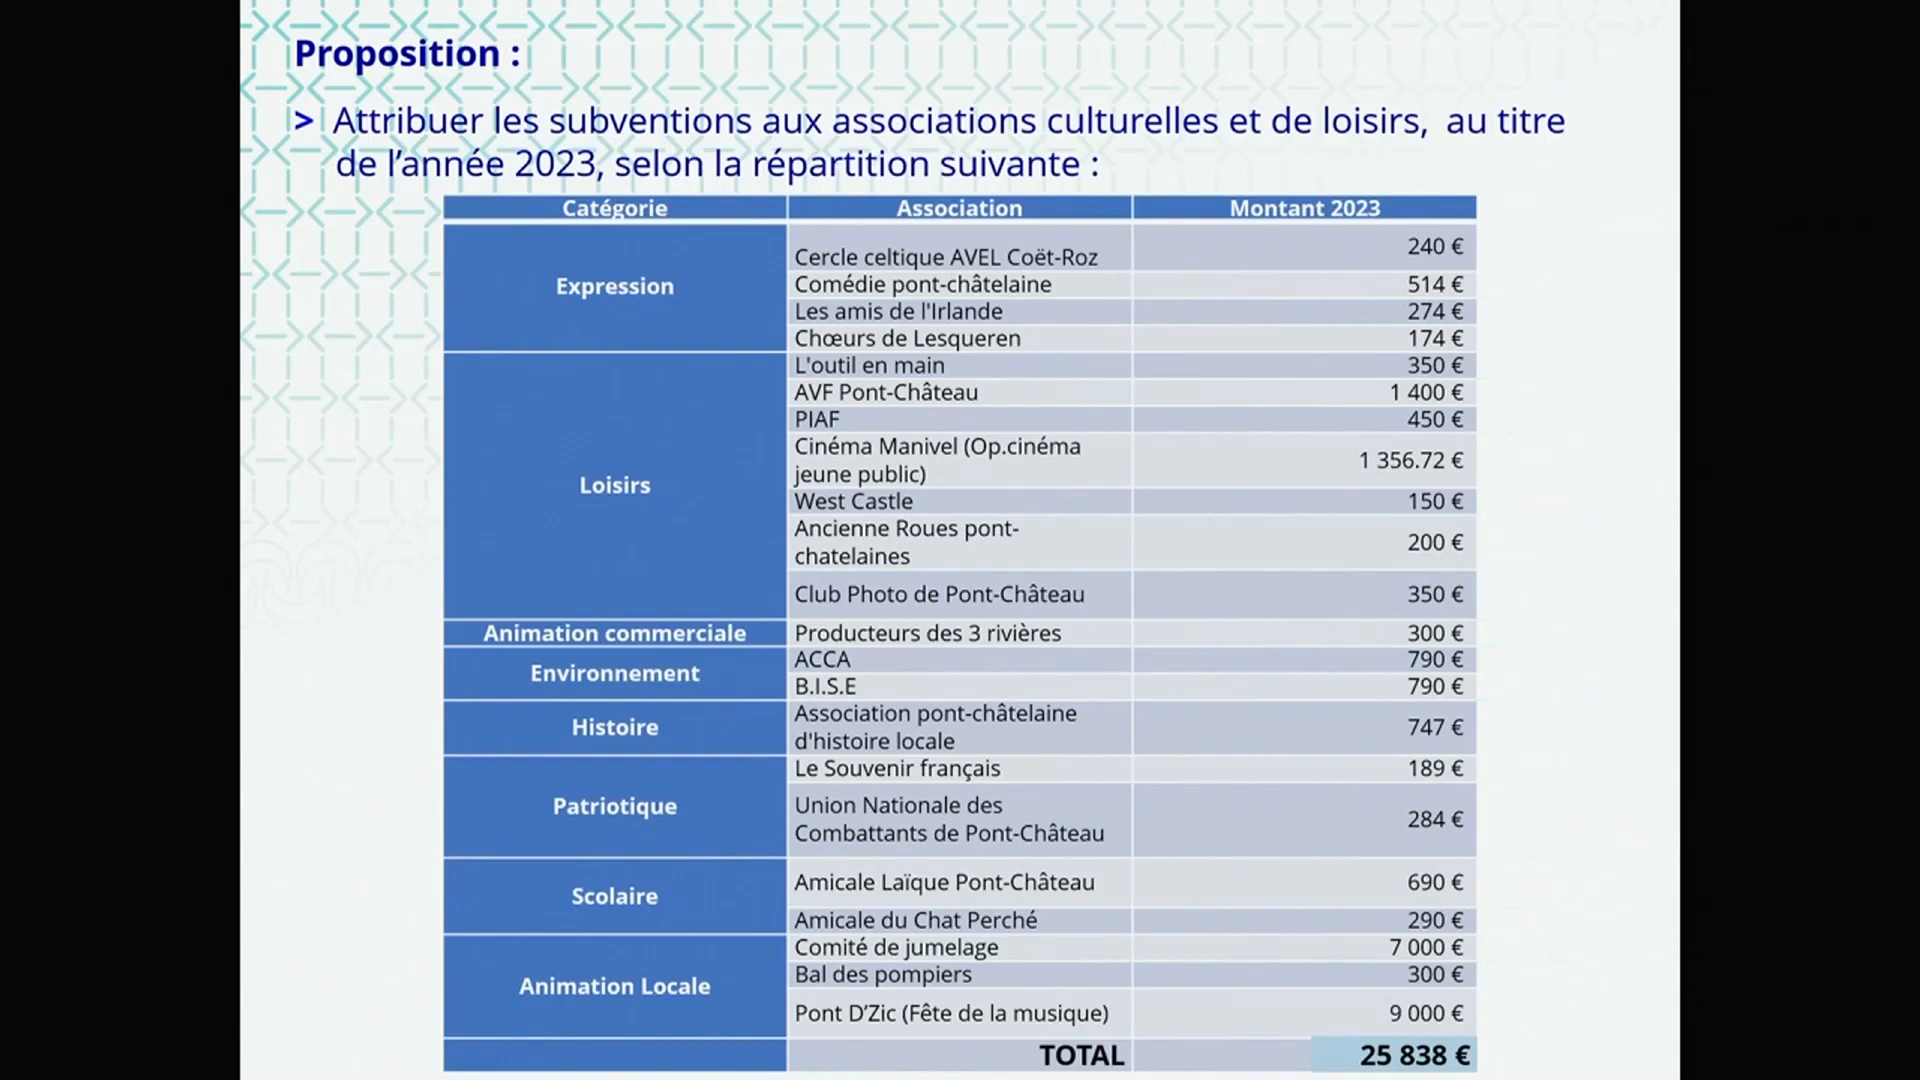 Proposition :
> Attribuer les subventions aux associations culturelles et de loisirs, au titre
de l’année 2023, selon la répartition suivante :
Catégorie Association Montant 2023
Expression
Cercle celtique AVEL Coët-Roz 240 €
Comédie pont-châtelaine 514 €
Les amis de l'Irlande 274 €
Chœurs de Lesqueren 174 €
Loisirs
L'outil en main 350 €
AVF Pont-Château 1 400 €
PIAF 450 €
Cinéma Manivel (Op.cinéma
jeune public) 1 356.72 €
West Castle 150 €
Ancienne Roues pont-
chatelaines 200 €
Club Photo de Pont-Château 350 €
Animation commerciale Producteurs des 3 rivières 300 €
Environnement
ACCA 790 €
B.I.S.E 790 €
Histoire
Association pont-châtelaine
d'histoire locale 747 €
Patriotique
Le Souvenir français 189 €
Union Nationale des
Combattants de Pont-Château 284 €
Scolaire
Amicale Laïque Pont-Château 690 €
Amicale du Chat Perché 290 €
Animation Locale
Comité de jumelage 7 000 €
Bal des pompiers 300 €
Pont D’Zic (Fête de la musique) 9 000 €
TOTAL 25 838 €